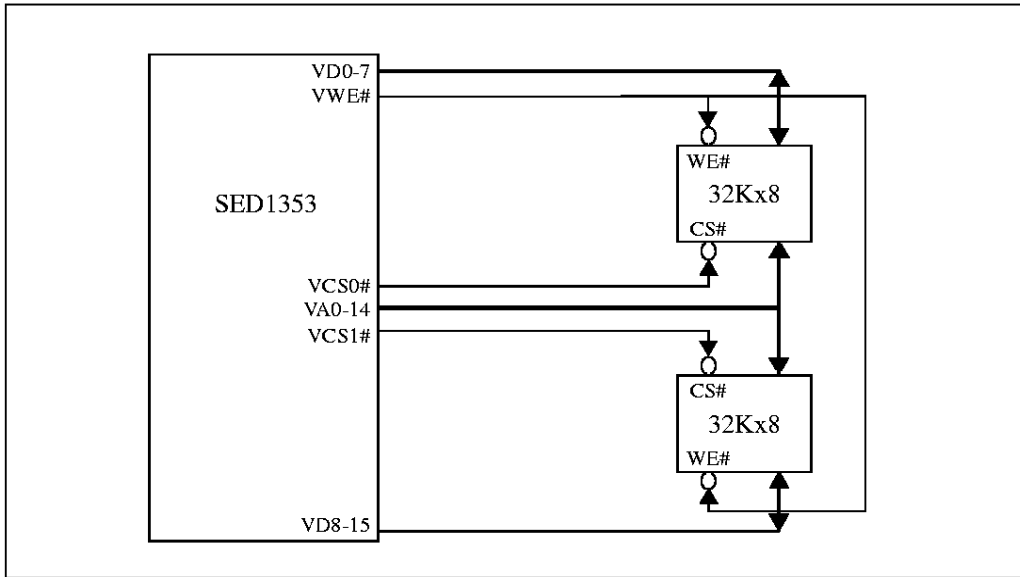 VD0-7
VWE#
SED1353
VCS0#
VA0-14
VCS1#
VD8-15
WE#
32Kx8
CS#
CS#
32Kx8
WE#